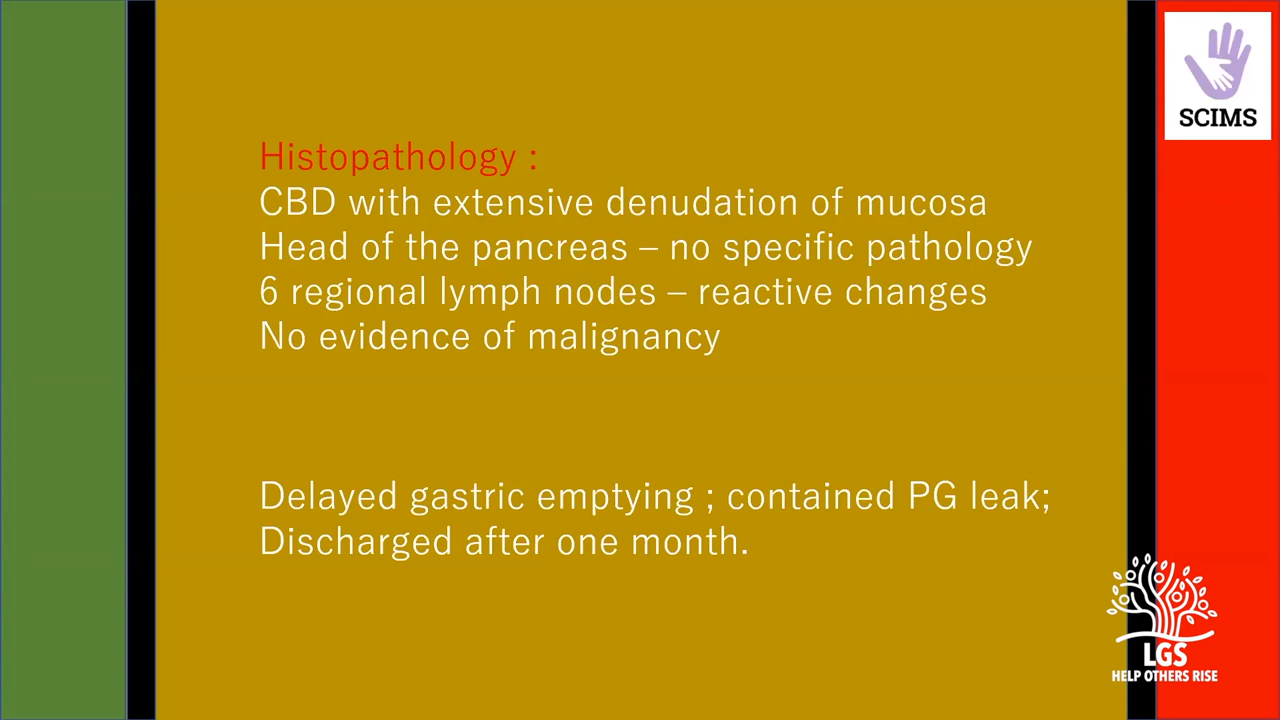 SCIMS
Histopathology :
CBD with extensive denudation of mucosa
Head of the pancreas – no specific pathology
6 regional lymph nodes – reactive changes
No evidence of malignancy
Delayed gastric emptying ; contained PG leak;
Discharged after one month.
LGS
HELP OTHERS RISE